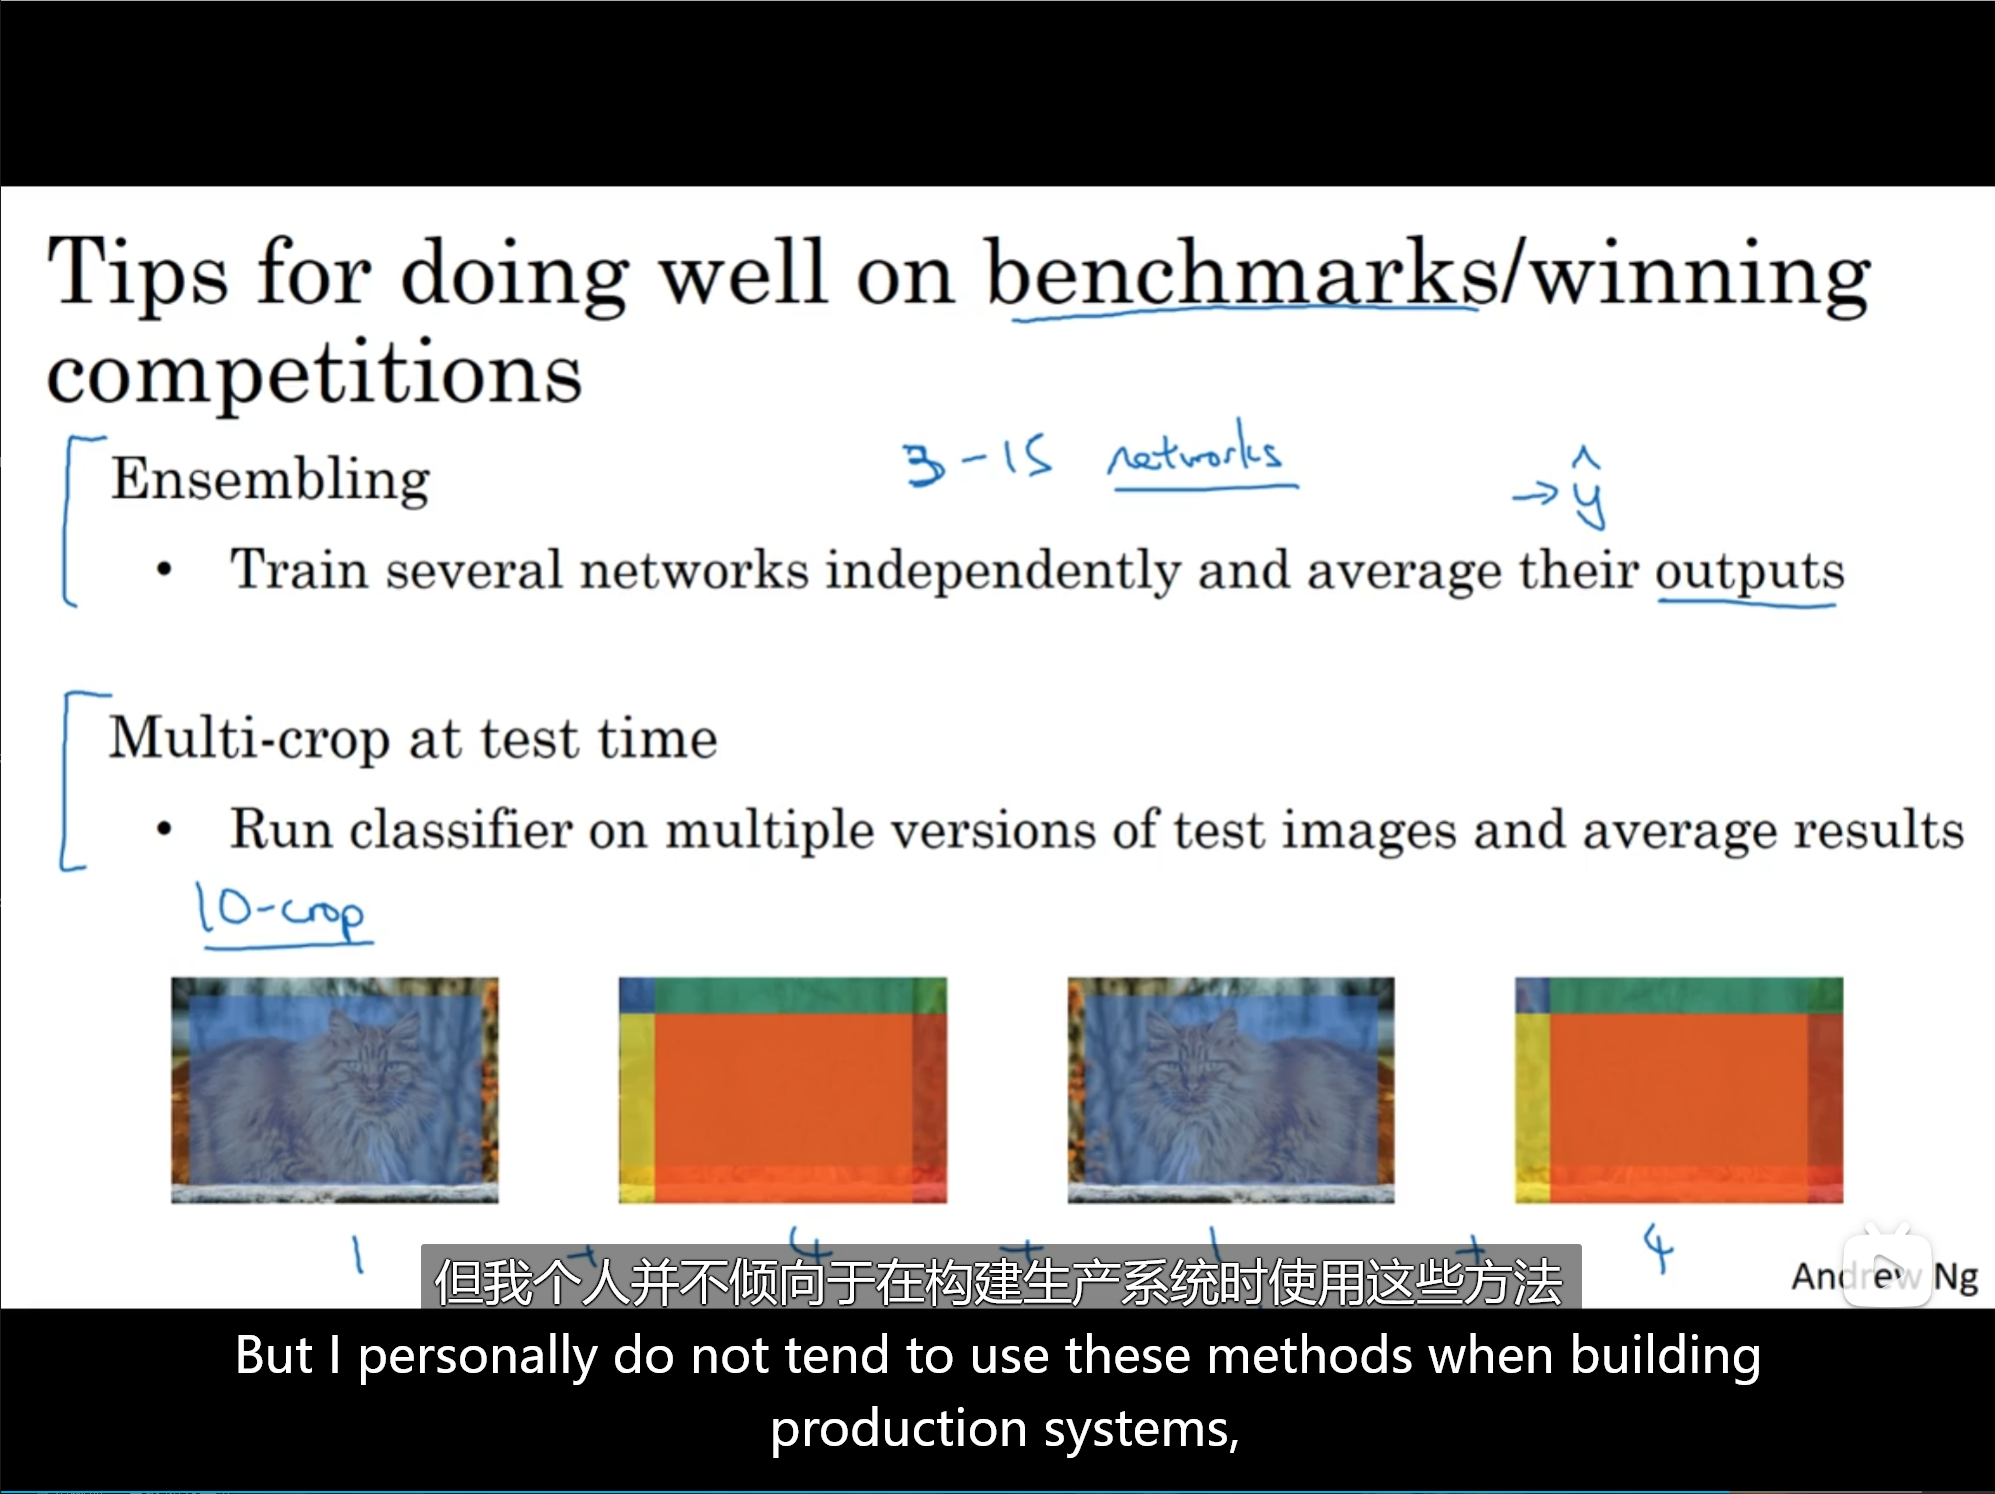 Tips for doing well on benchmarks/winning
competitions
Ensembling
3-15 networks
→ ŷ
• Train several networks independently and average their outputs
Multi-crop at test time
• Run classifier on multiple versions of test images and average results
10-crop
1 + 4 + 1 + 4
Andrew Ng
但我个人并不倾向于在构建生产系统时使用这些方法
But I personally do not tend to use these methods when building
production systems,